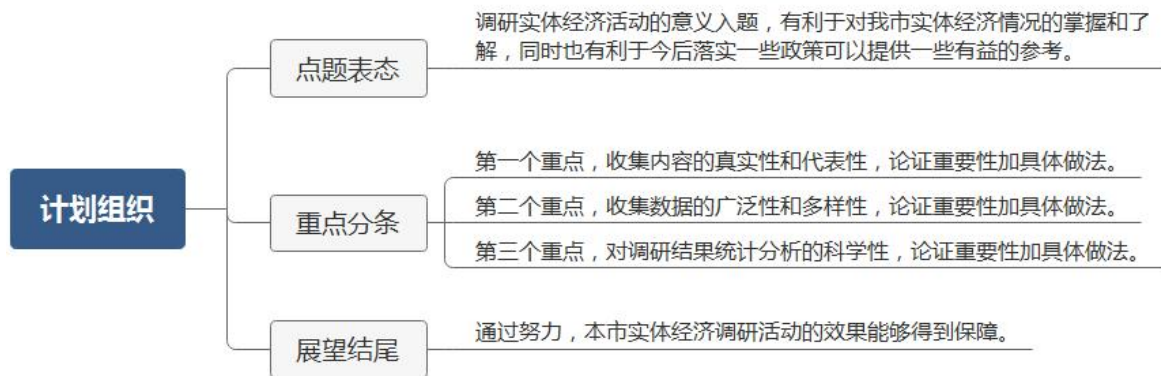 计划组织
点题表态
调研实体经济活动的意义入题，有利于对我市实体经济情况的掌握和了
解，同时也有利于今后落实一些政策可以提供一些有益的参考。
重点分条
第一个重点，收集内容的真实性和代表性，论证重要性加具体做法。
第二个重点，收集数据的广泛性和多样性，论证重要性加具体做法。
第三个重点，对调研结果统计分析的科学性，论证重要性加具体做法。
展望结尾
通过努力，本市实体经济调研活动的效果能够得到保障。